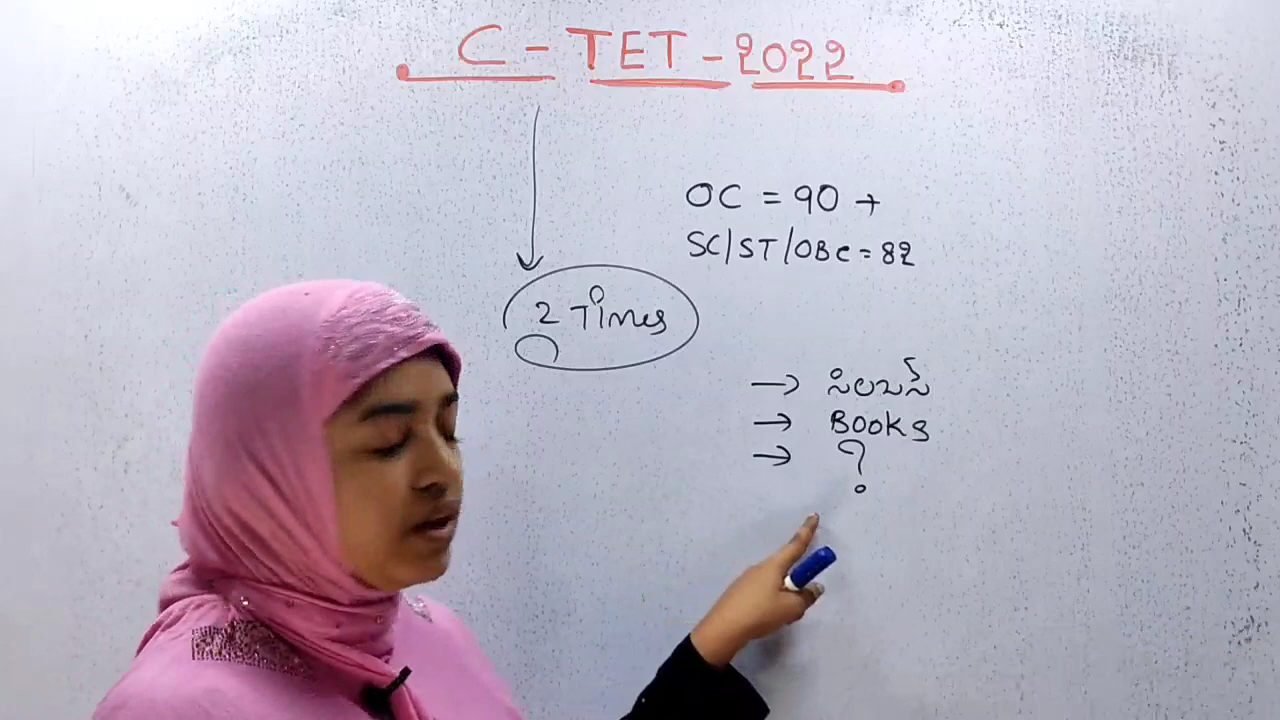 C - TET - 2022
OC = 90 +
SC/ST/OBC = 82
2 Times
→ సిలబస్
→ Books
→ ?